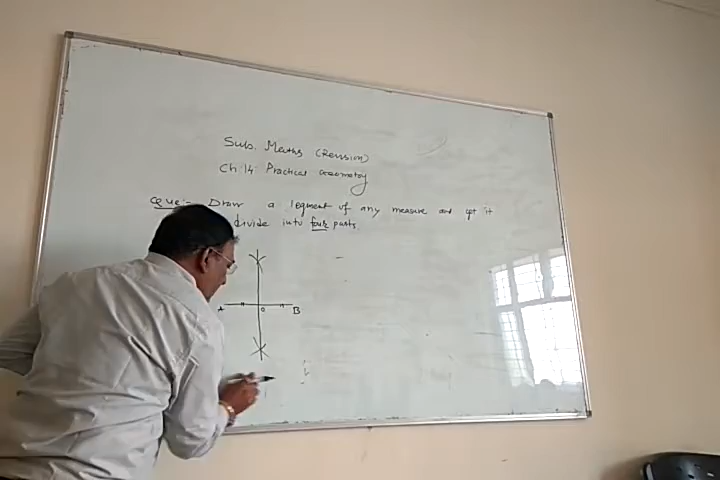 Sub. Maths (Revision)
Ch. 14 Practical Geometry
Que:- Draw a segment of any measure and get it
divide into four parts.
A O B